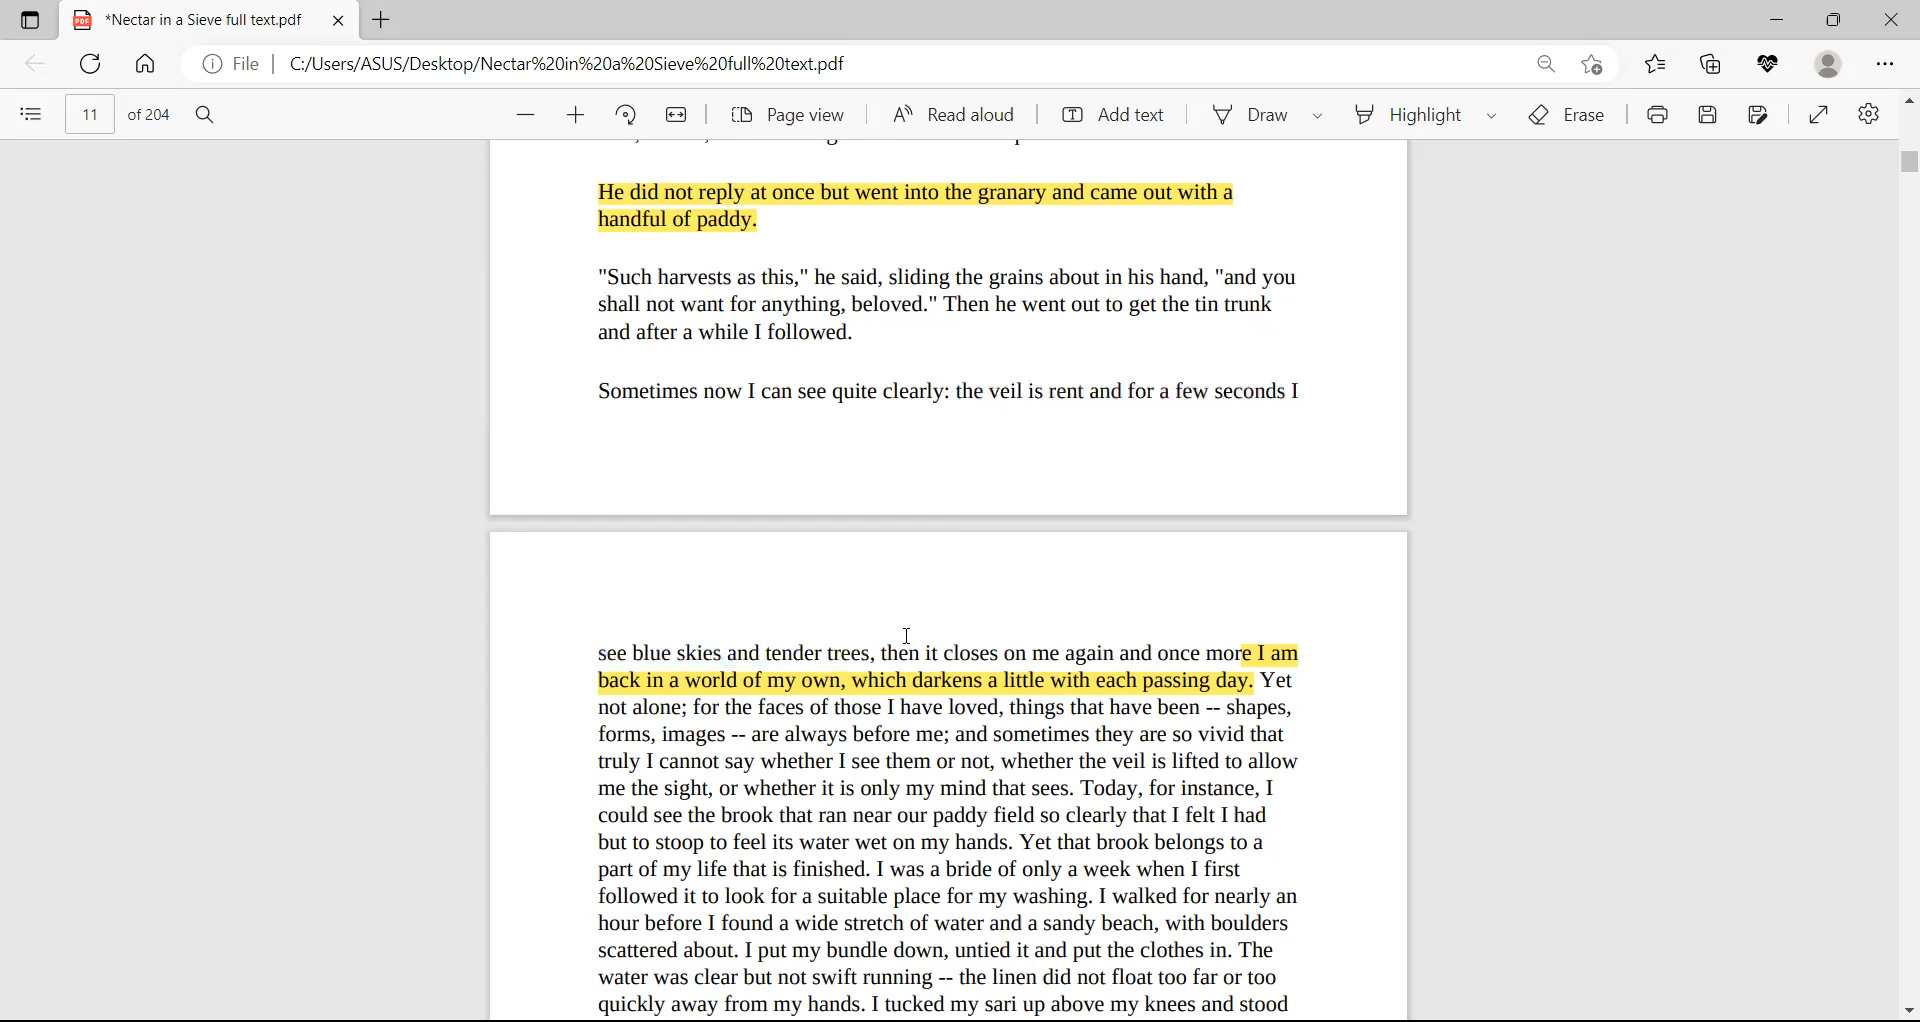 *Nectar in a Sieve full text.pdf
File C:/Users/ASUS/Desktop/Nectar%20in%20a%20Sieve%20full%20text.pdf
11 of 204 Page view Read aloud Add text Draw Highlight Erase
He did not reply at once but went into the granary and came out with a
handful of paddy.
"Such harvests as this," he said, sliding the grains about in his hand, "and you
shall not want for anything, beloved." Then he went out to get the tin trunk
and after a while I followed.
Sometimes now I can see quite clearly: the veil is rent and for a few seconds I
see blue skies and tender trees, then it closes on me again and once more I am
back in a world of my own, which darkens a little with each passing day. Yet
not alone; for the faces of those I have loved, things that have been -- shapes,
forms, images -- are always before me; and sometimes they are so vivid that
truly I cannot say whether I see them or not, whether the veil is lifted to allow
me the sight, or whether it is only my mind that sees. Today, for instance, I
could see the brook that ran near our paddy field so clearly that I felt I had
but to stoop to feel its water wet on my hands. Yet that brook belongs to a
part of my life that is finished. I was a bride of only a week when I first
followed it to look for a suitable place for my washing. I walked for nearly an
hour before I found a wide stretch of water and a sandy beach, with boulders
scattered about. I put my bundle down, untied it and put the clothes in. The
water was clear but not swift running -- the linen did not float too far or too
quickly away from my hands. I tucked my sari up above my knees and stood